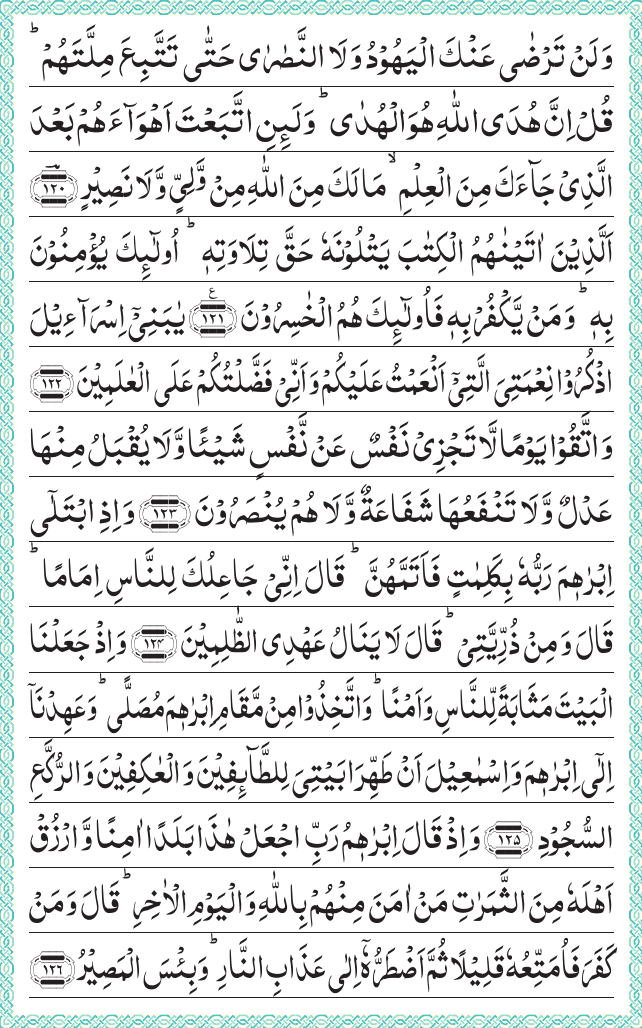 وَلَنْ تَرْضٰى عَنْكَ الْيَهُوْدُ وَلَا النَّصٰرٰى حَتّٰى تَتَّبِعَ مِلَّتَهُمْ ؕ
قُلْ اِنَّ هُدَى اللّٰهِ هُوَ الْهُدٰى ؕ وَلَئِنِ اتَّبَعْتَ اَهْوَآءَهُمْ بَعْدَ
الَّذِىْ جَآءَكَ مِنَ الْعِلْمِ ۙ مَا لَكَ مِنَ اللّٰهِ مِنْ وَّلِىٍّ وَّلَا نَصِيْرٍ ؔ ﴿۱۲۰﴾
اَلَّذِيْنَ اٰتَيْنٰهُمُ الْكِتٰبَ يَتْلُوْنَهٗ حَقَّ تِلَاوَتِهٖ ؕ اُولٰٓئِكَ يُؤْمِنُوْنَ
بِهٖ ؕ وَمَنْ يَّكْفُرْ بِهٖ فَاُولٰٓئِكَ هُمُ الْخٰسِرُوْنَ ﴿۱۲۱﴾ ع يٰبَنِىْٓ اِسْرَآءِيْلَ
اذْكُرُوْا نِعْمَتِىَ الَّتِىْٓ اَنْعَمْتُ عَلَيْكُمْ وَاَنِّىْ فَضَّلْتُكُمْ عَلَى الْعٰلَمِيْنَ ﴿۱۲۲﴾
وَاتَّقُوْا يَوْمًا لَّا تَجْزِىْ نَفْسٌ عَنْ نَّفْسٍ شَيْئًا وَّلَا يُقْبَلُ مِنْهَا
عَدْلٌ وَّلَا تَنْفَعُهَا شَفَاعَةٌ وَّلَا هُمْ يُنْصَرُوْنَ ﴿۱۲۳﴾ وَاِذِ ابْتَلٰٓى
اِبْرٰهٖمَ رَبُّهٗ بِكَلِمٰتٍ فَاَتَمَّهُنَّ ؕ قَالَ اِنِّىْ جَاعِلُكَ لِلنَّاسِ اِمَامًا ؕ
قَالَ وَمِنْ ذُرِّيَّتِىْ ؕ قَالَ لَا يَنَالُ عَهْدِى الظّٰلِمِيْنَ ﴿۱۲۴﴾ وَاِذْ جَعَلْنَا
الْبَيْتَ مَثَابَةً لِّلنَّاسِ وَاَمْنًا ؕ وَاتَّخِذُوْا مِنْ مَّقَامِ اِبْرٰهٖمَ مُصَلًّى ؕ وَعَهِدْنَآ
اِلٰٓى اِبْرٰهٖمَ وَاِسْمٰعِيْلَ اَنْ طَهِّرَا بَيْتِىَ لِلطَّآئِفِيْنَ وَالْعٰكِفِيْنَ وَالرُّكَّعِ
السُّجُوْدِ ﴿۱۲۵﴾ وَاِذْ قَالَ اِبْرٰهٖمُ رَبِّ اجْعَلْ هٰذَا بَلَدًا اٰمِنًا وَّارْزُقْ
اَهْلَهٗ مِنَ الثَّمَرٰتِ مَنْ اٰمَنَ مِنْهُمْ بِاللّٰهِ وَالْيَوْمِ الْاٰخِرِ ؕ قَالَ وَمَنْ
كَفَرَ فَاُمَتِّعُهٗ قَلِيْلًا ثُمَّ اَضْطَرُّهٗٓ اِلٰى عَذَابِ النَّارِ ؕ وَبِئْسَ الْمَصِيْرُ ﴿۱۲۶﴾